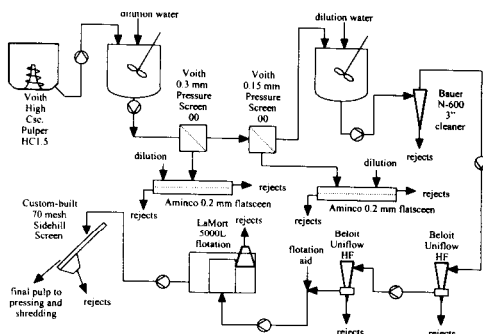 dilution water
dilution water
Voith
High
Csc.
Pulper
HC1.5
Voith
0.3 mm
Pressure
Screen
00
Voith
0.15 mm
Pressure
Screen
00
Bauer
N-600
3"
cleaner
rejects
dilution
rejects
rejects
Aminco 0.2 mm flatsceen
dilution
rejects
rejects
Aminco 0.2 mm flatsceen
Custom-built
70 mesh
Sidehill
Screen
final pulp to
pressing and
shredding
rejects
LaMort
5000L
flotation
rejects
flotation
aid
Beloit
Uniflow
HF
rejects
Beloit
Uniflow
HF
rejects